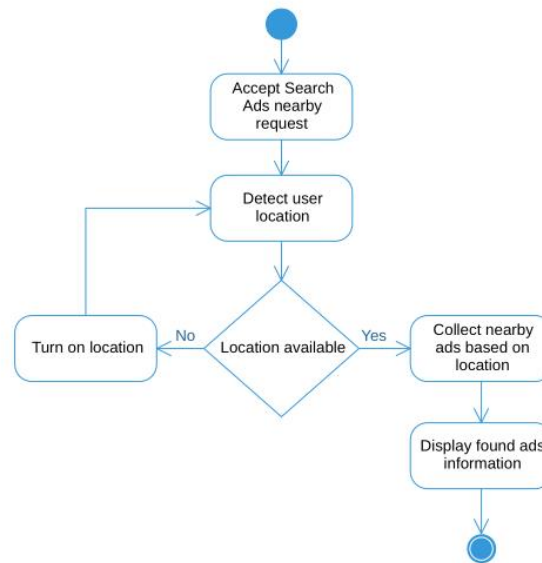 Accept Search
Ads nearby
request
Detect user
location
Turn on location
No
Location available
Yes
Collect nearby
ads based on
location
Display found ads
information